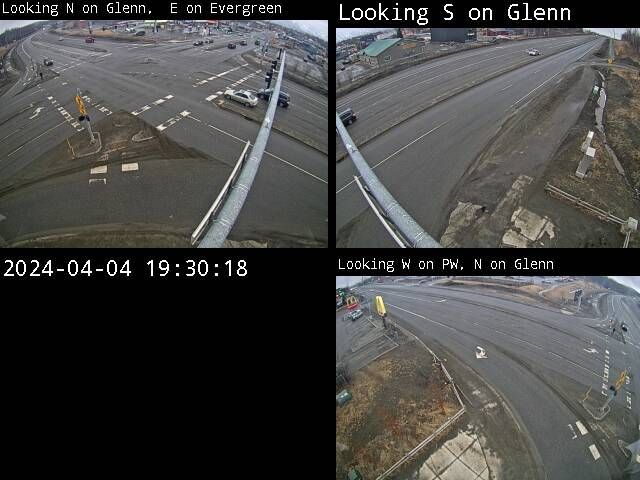 Looking N on Glenn, E on Evergreen
Looking S on Glenn
2024-04-04 19:30:18
Looking W on PW, N on Glenn